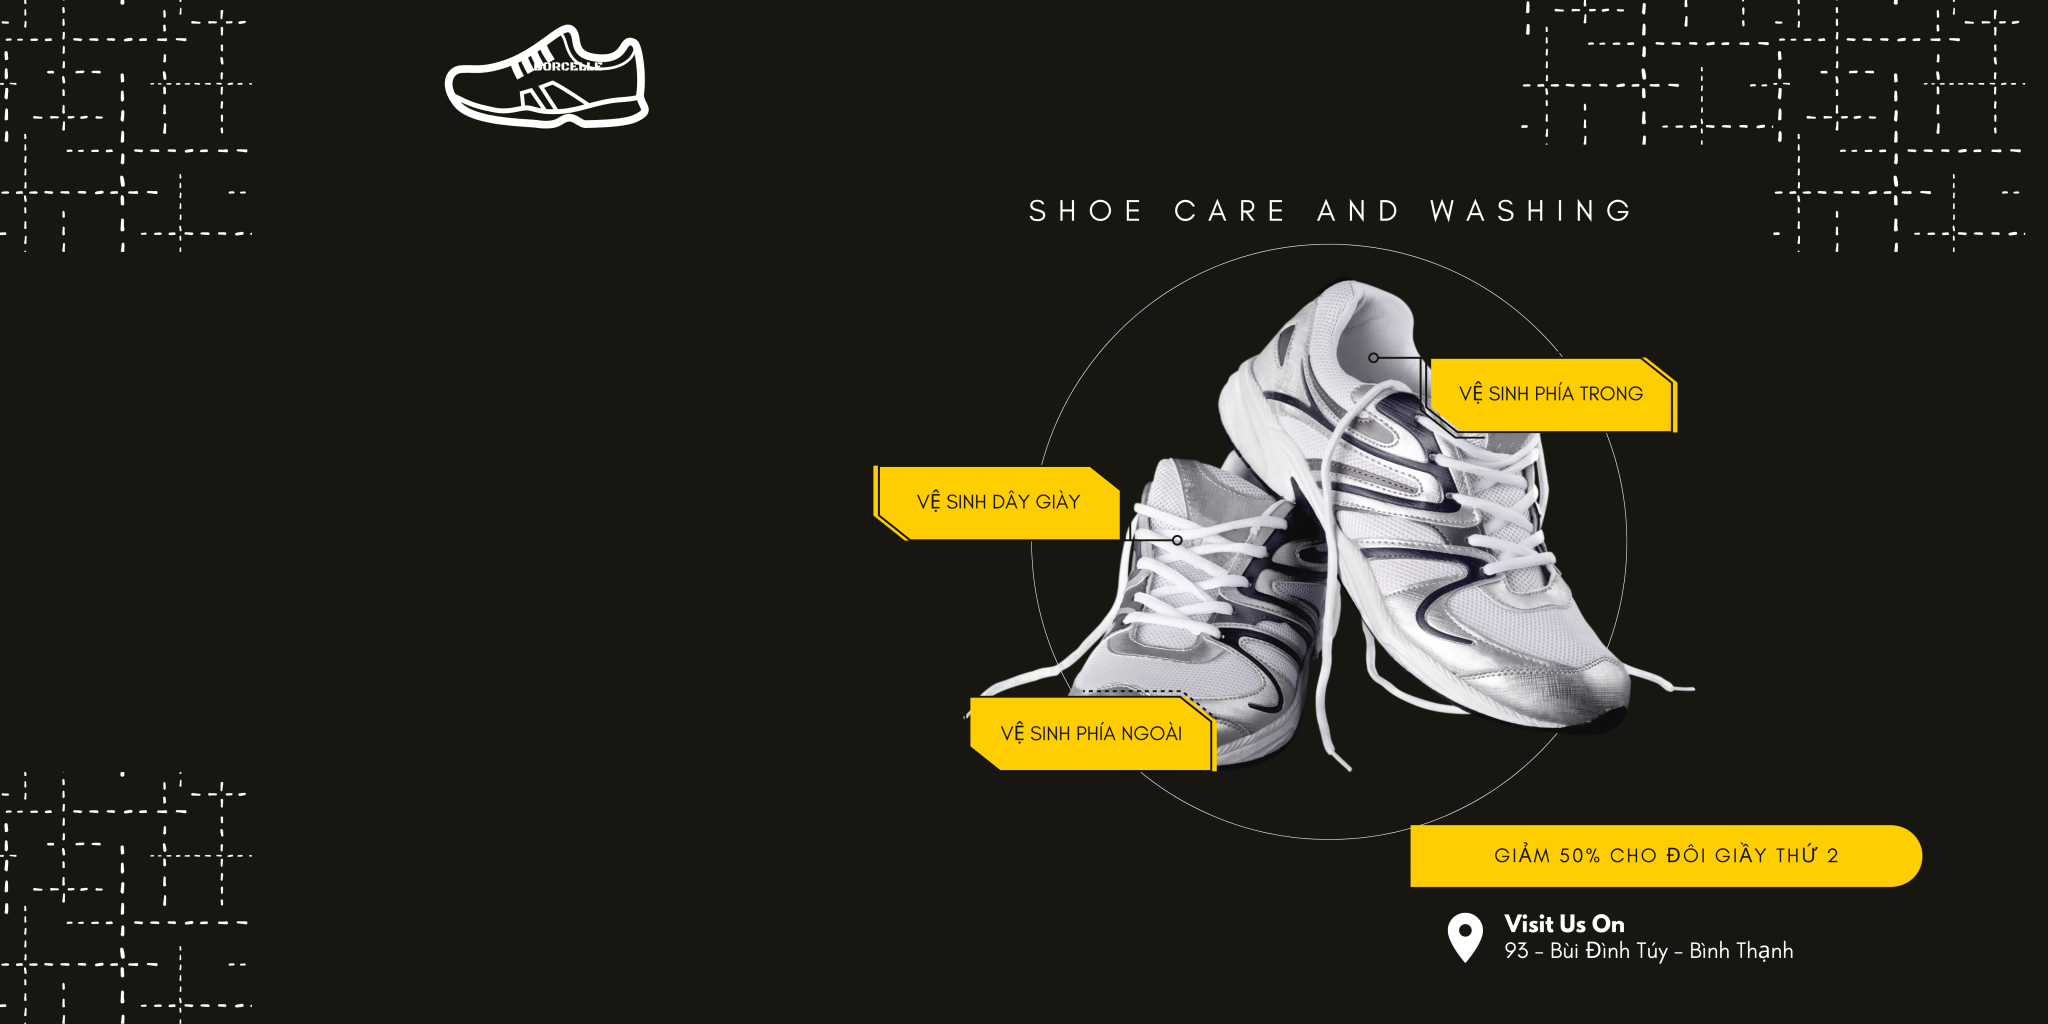 BORCELLE
SHOE CARE AND WASHING
VỆ SINH PHÍA TRONG
VỆ SINH DÂY GIÀY
VỆ SINH PHÍA NGOÀI
GIẢM 50% CHO ĐÔI GIẦY THỨ 2
Visit Us On
93 - Bùi Đình Túy - Bình Thạnh